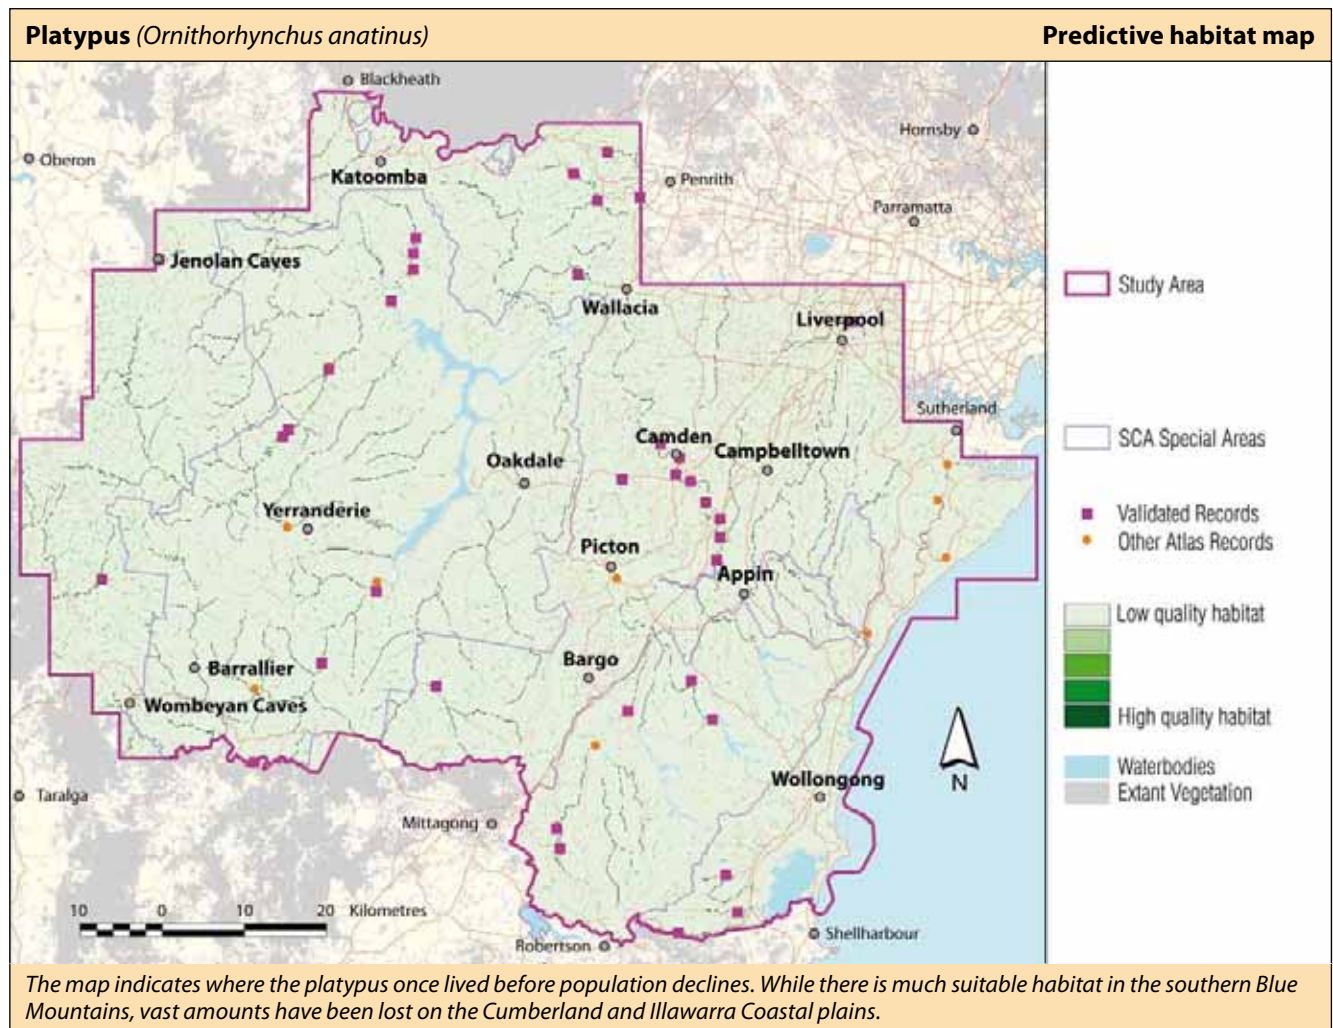 Platypus (Ornithorhynchus anatinus)
Predictive habitat map
Blackheath
Hornsby
Oberon
Katoomba
Penrith
Parramatta
Jenolan Caves
Study Area
Wallacia
Liverpool
Sutherland
Camden
Campbelltown
SCA Special Areas
Oakdale
Yerranderie
Validated Records
Other Atlas Records
Picton
Appin
Low quality habitat
Bargo
Barrallier
Wombeyan Caves
High quality habitat
Wollongong
N
Waterbodies
Extant Vegetation
Taralga
Mittagong
10 0 10 20 Kilometres
Robertson
Shellharbour
The map indicates where the platypus once lived before population declines. While there is much suitable habitat in the southern Blue
Mountains, vast amounts have been lost on the Cumberland and Illawarra Coastal plains.